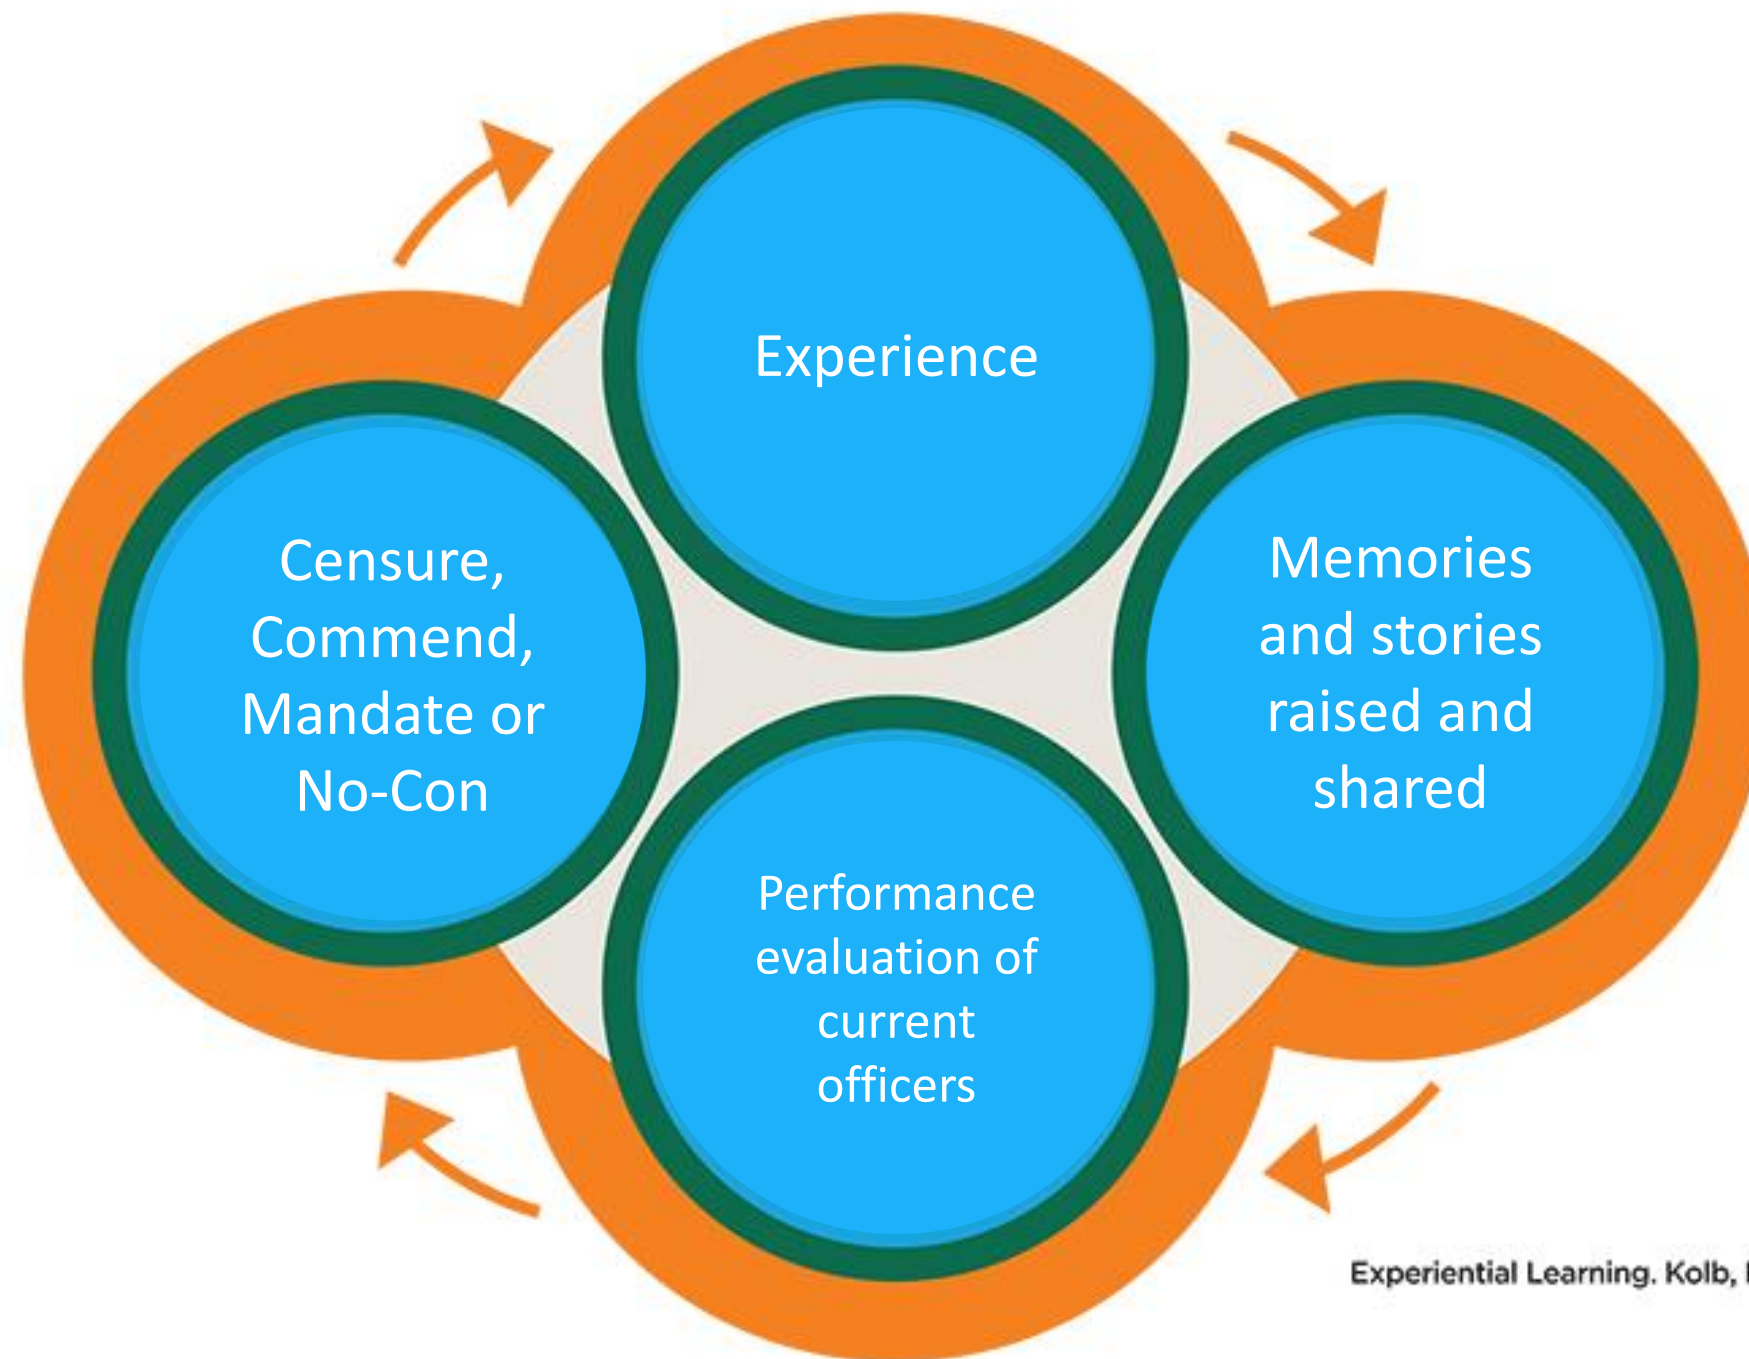 Experience
Censure,
Commend,
Mandate or
No-Con
Memories
and stories
raised and
shared
Performance
evaluation of
current
officers
Experiential Learning. Kolb,